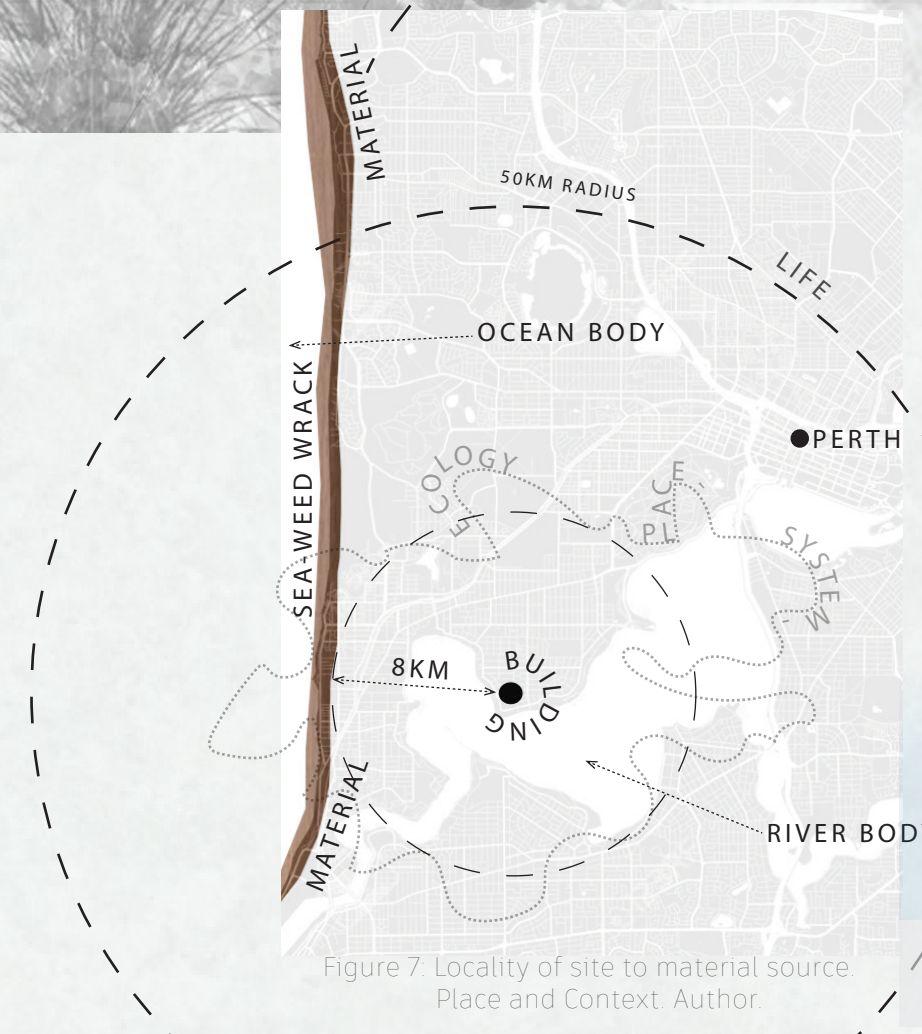 MATERIAL
50KM RADIUS
LIFE
OCEAN BODY
PERTH
SEA-WEED WRACK
ECOLOGY
PLACE
SYSTEM
8KM
BUILDING
MATERIAL
RIVER BOD
Figure 7: Locality of site to material source.
Place and Context. Author.